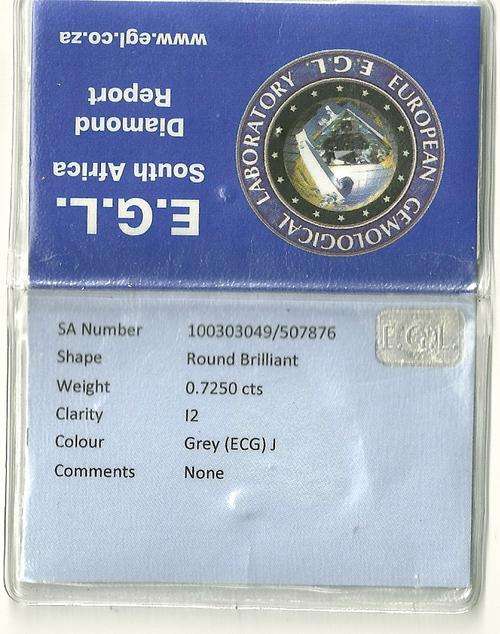 E.G.L.
South Africa
Diamond
Report
www.egl.co.za
EUROPEAN GEMOLOGICAL LABORATORY
E.G.L.
E.G.L.
SA Number 100303049/507876
Shape Round Brilliant
Weight 0.7250 cts
Clarity I2
Colour Grey (ECG) J
Comments None